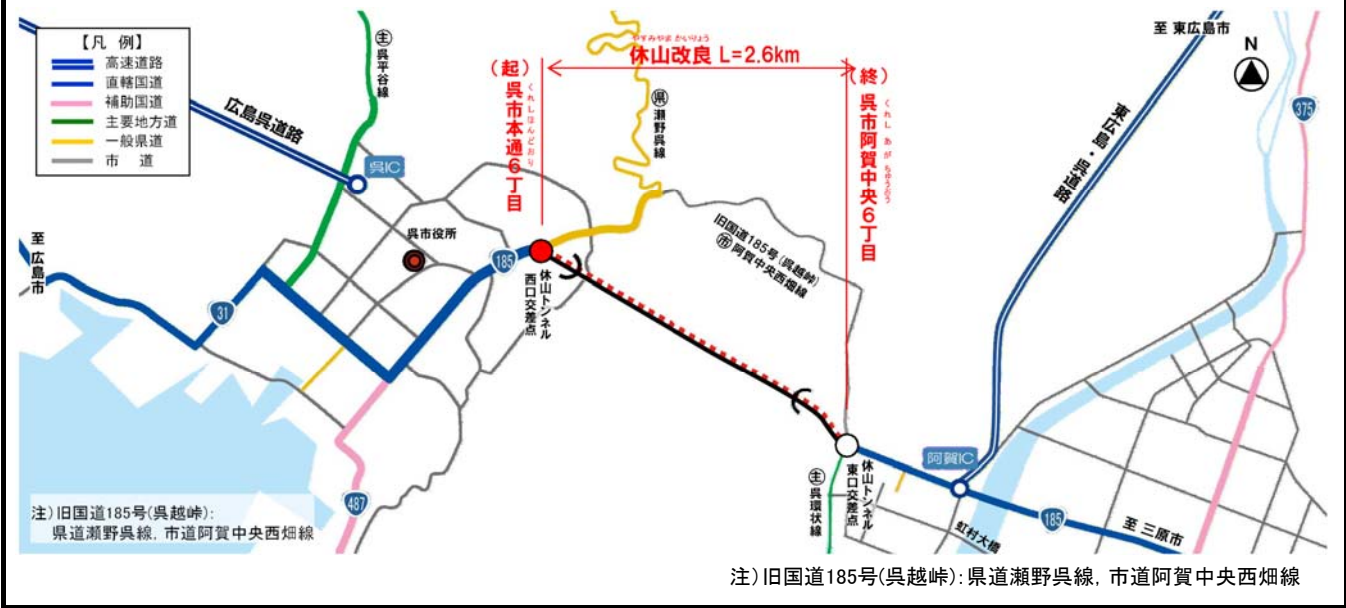 【凡 例】
高速道路
直轄国道
補助国道
主要地方道
一般県道
市 道
広島呉道路
呉IC
主 呉平谷線
至 広島市
呉市役所
31
185
487
やすみやま かいりょう
休山改良 L=2.6km
(起)
呉市本通6丁目
くれしほんどおり
(終)
呉市阿賀中央6丁目
くれし あが ちゅうおう
県 瀬野呉線
旧国道185号(呉越峠)
市 阿賀中央西畑線
休山トンネル
西口交差点
休山トンネル
東口交差点
主 呉環状線
至 東広島市
N
375
東広島・呉道路
阿賀IC
虹村大橋
185
至 三原市
注)旧国道185号(呉越峠):
県道瀬野呉線, 市道阿賀中央西畑線
注)旧国道185号(呉越峠):県道瀬野呉線, 市道阿賀中央西畑線